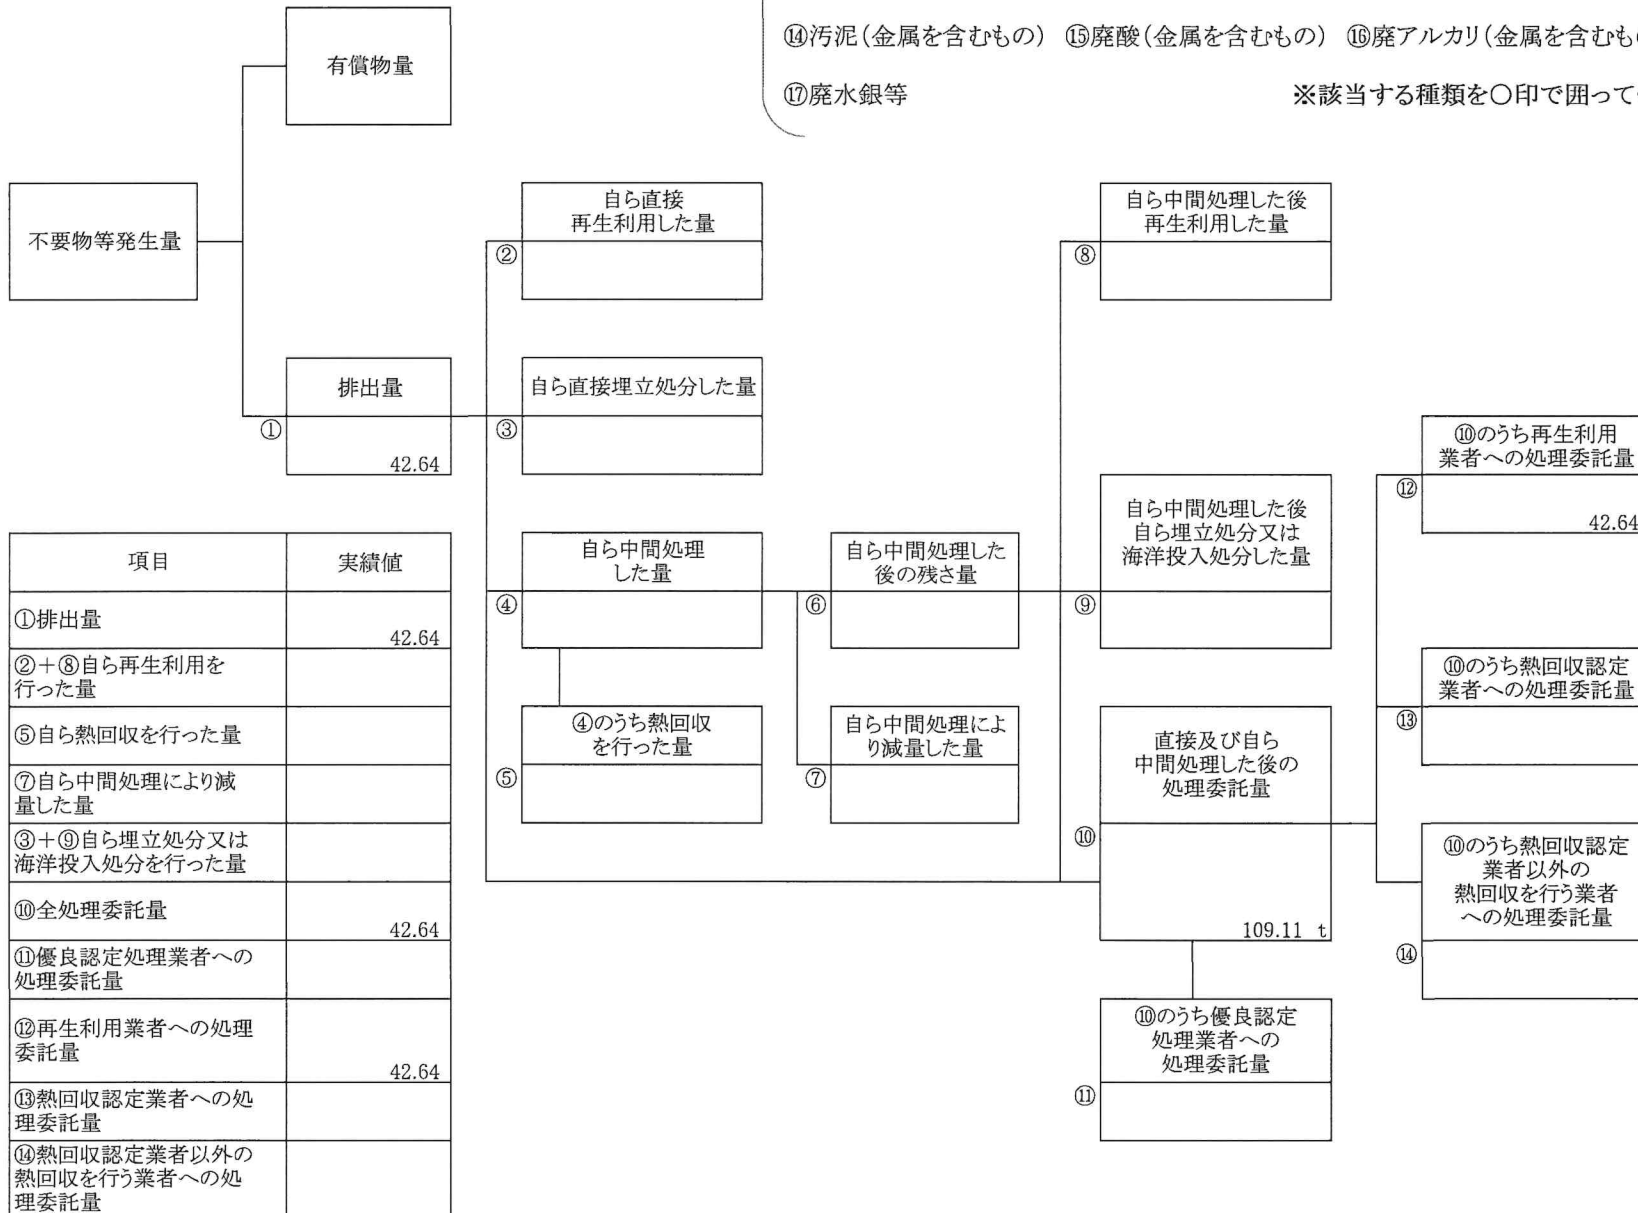 ⑭汚泥(金属を含むもの) ⑮廃酸(金属を含むもの) ⑯廃アルカリ(金属を含むも
⑰廃水銀等 ※該当する種類を○印で囲って
有償物量
不要物等発生量
自ら直接
再生利用した量
②
自ら中間処理した後
再生利用した量
⑧
排出量
①
42.64
自ら直接埋立処分した量
③
⑩のうち再生利用
業者への処理委託量
⑫
42.64
自ら中間処理
した量
④
自ら中間処理した
後の残さ量
⑥
自ら中間処理した後
自ら埋立処分又は
海洋投入処分した量
⑨
⑩のうち熱回収認定
業者への処理委託量
⑬
④のうち熱回収
を行った量
⑤
自ら中間処理によ
り減量した量
⑦
直接及び自ら
中間処理した後の
処理委託量
⑩
109.11 t
⑩のうち熱回収認定
業者以外の
熱回収を行う業者
への処理委託量
⑭
⑩のうち優良認定
処理業者への
処理委託量
⑪
項目 実績値
①排出量 42.64
②+⑧自ら再生利用を
行った量
⑤自ら熱回収を行った量
⑦自ら中間処理により減
量した量
③+⑨自ら埋立処分又は
海洋投入処分を行った量
⑩全処理委託量 42.64
⑪優良認定処理業者への
処理委託量
⑫再生利用業者への処理
委託量 42.64
⑬熱回収認定業者への処
理委託量
⑭熱回収認定業者以外の
熱回収を行う業者への処
理委託量